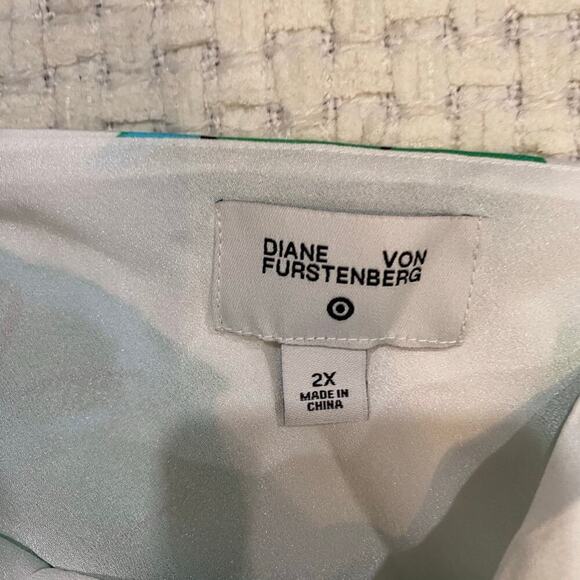 DIANE VON
FURSTENBERG
2X
MADE IN
CHINA